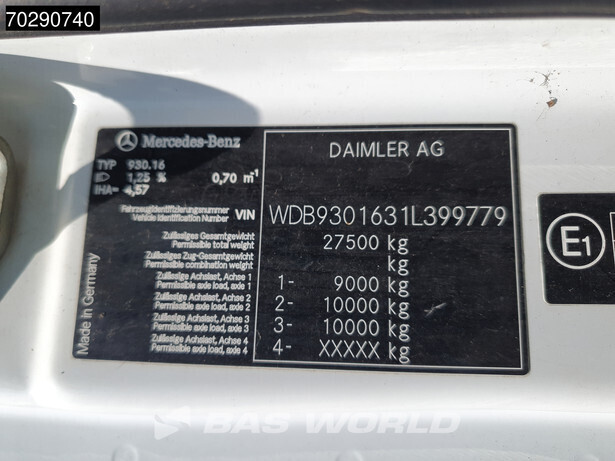 70290740
Mercedes-Benz
DAIMLER AG
TYP 930.16
1,25 % 0,70 m-1
IHA= 4,57
Fahrzeugidentifizierungsnummer
Vehicle Identification Number VIN WDB9301631L399779
Zulässiges Gesamtgewicht
Permissible total weight 27500 kg
Zulässiges Zug-Gesamtgewicht
Permissible combination weight kg
Zulässige Achslast, Achse 1
Permissible axle load, axle 1 1- 9000 kg
Zulässige Achslast, Achse 2
Permissible axle load, axle 2 2- 10000 kg
Zulässige Achslast, Achse 3
Permissible axle load, axle 3 3- 10000 kg
Zulässige Achslast, Achse 4
Permissible axle load, axle 4 4- XXXXX kg
Made in Germany
E1
BAS WORLD